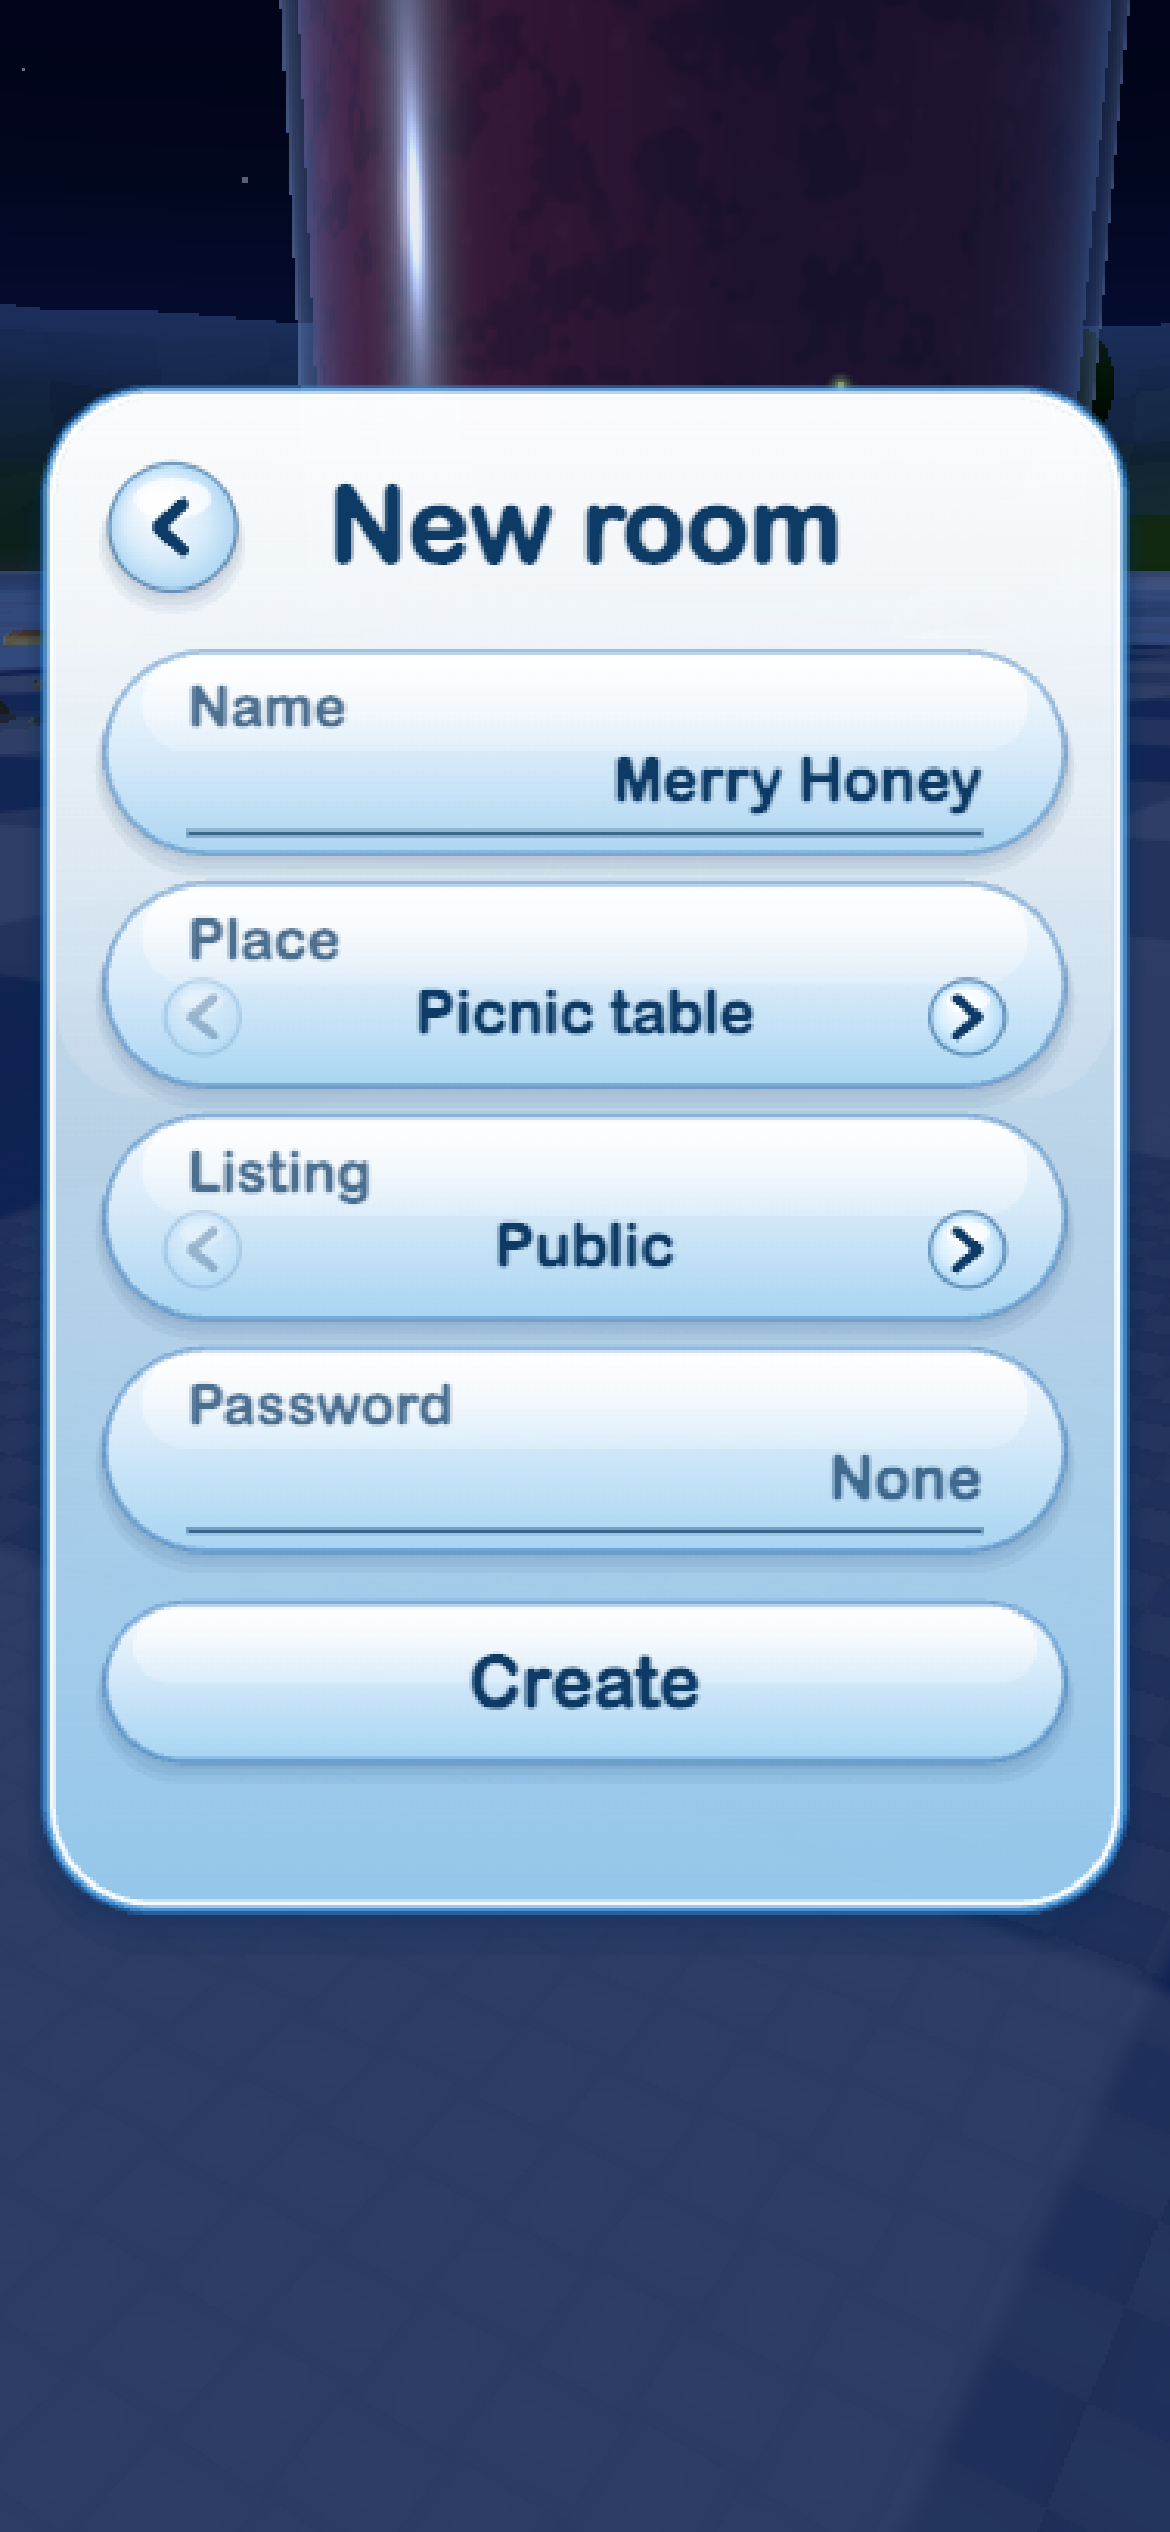 New room
Name
Merry Honey
Place
Picnic table
Listing
Public
Password
None
Create